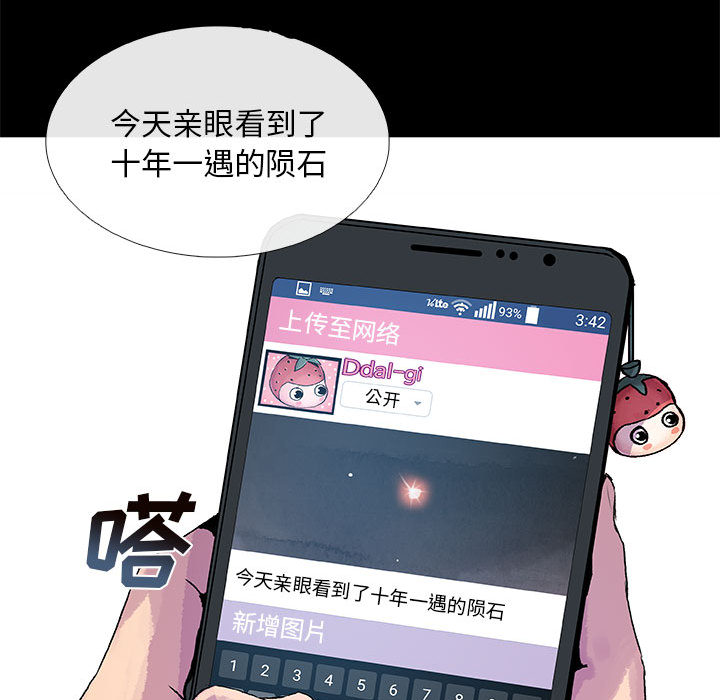 今天亲眼看到了
十年一遇的陨石
93%
3:42
上传至网络
Ddal-gi
公开
今天亲眼看到了十年一遇的陨石
新增图片
嗒
1 2 3 4 5 6 7 8 9